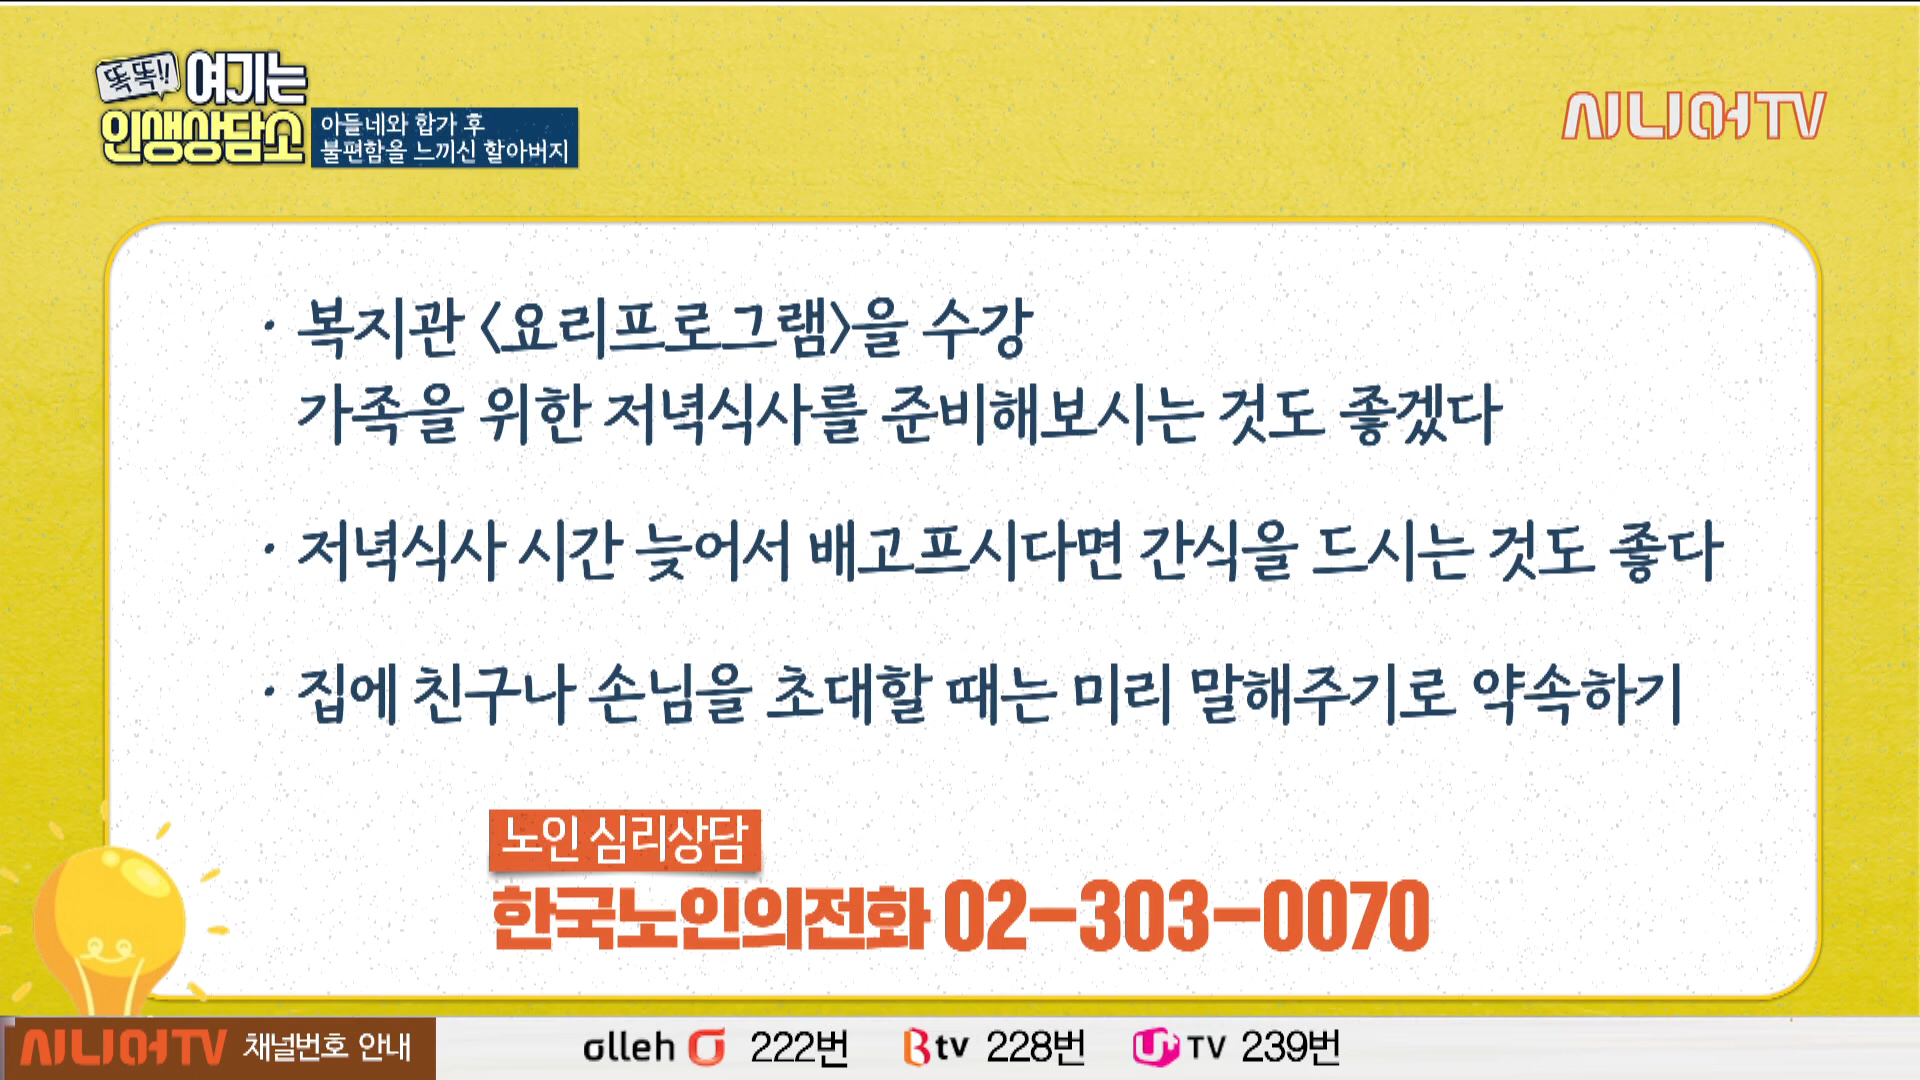 똑똑!! 여기는
인생상담소
아들네와 합가 후
불편함을 느끼신 할아버지
시니어TV
· 복지관 <요리프로그램>을 수강
가족을 위한 저녁식사를 준비해보시는 것도 좋겠다
· 저녁식사 시간 늦어서 배고프시다면 간식을 드시는 것도 좋다
· 집에 친구나 손님을 초대할 때는 미리 말해주기로 약속하기
노인 심리상담
한국노인의전화 02-303-0070
시니어TV 채널번호 안내 olleh 222번 B tv 228번 U+ TV 239번